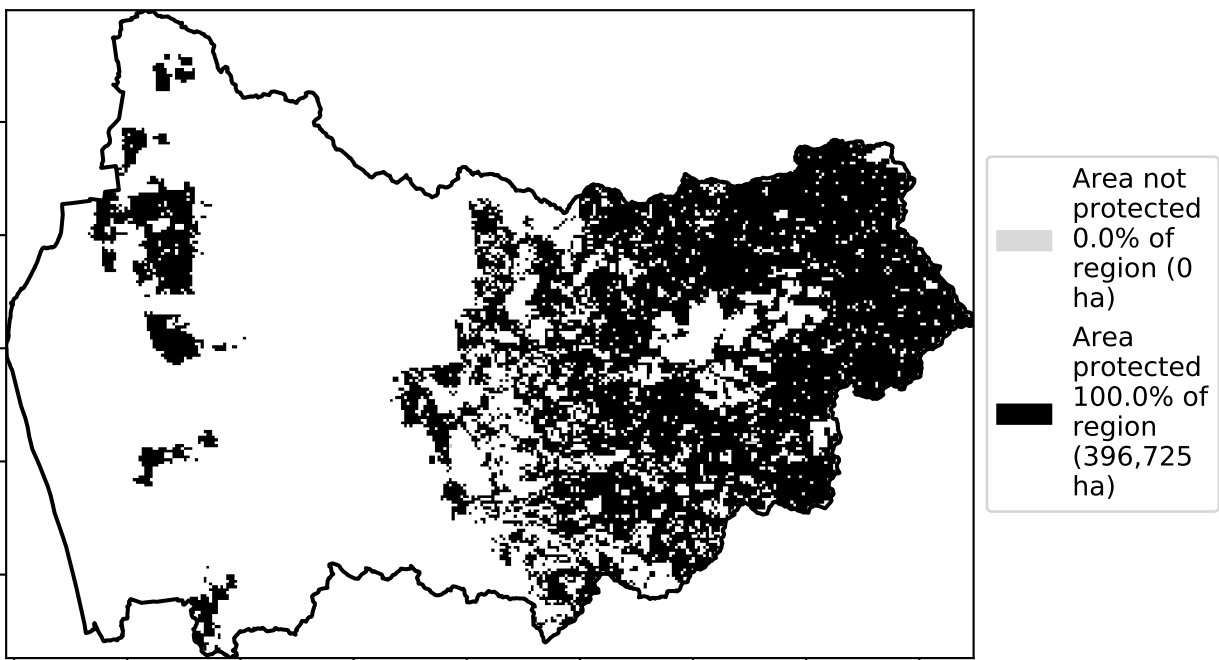 Area not
protected
0.0% of
region (0
ha)
Area
protected
100.0% of
region
(396,725
ha)